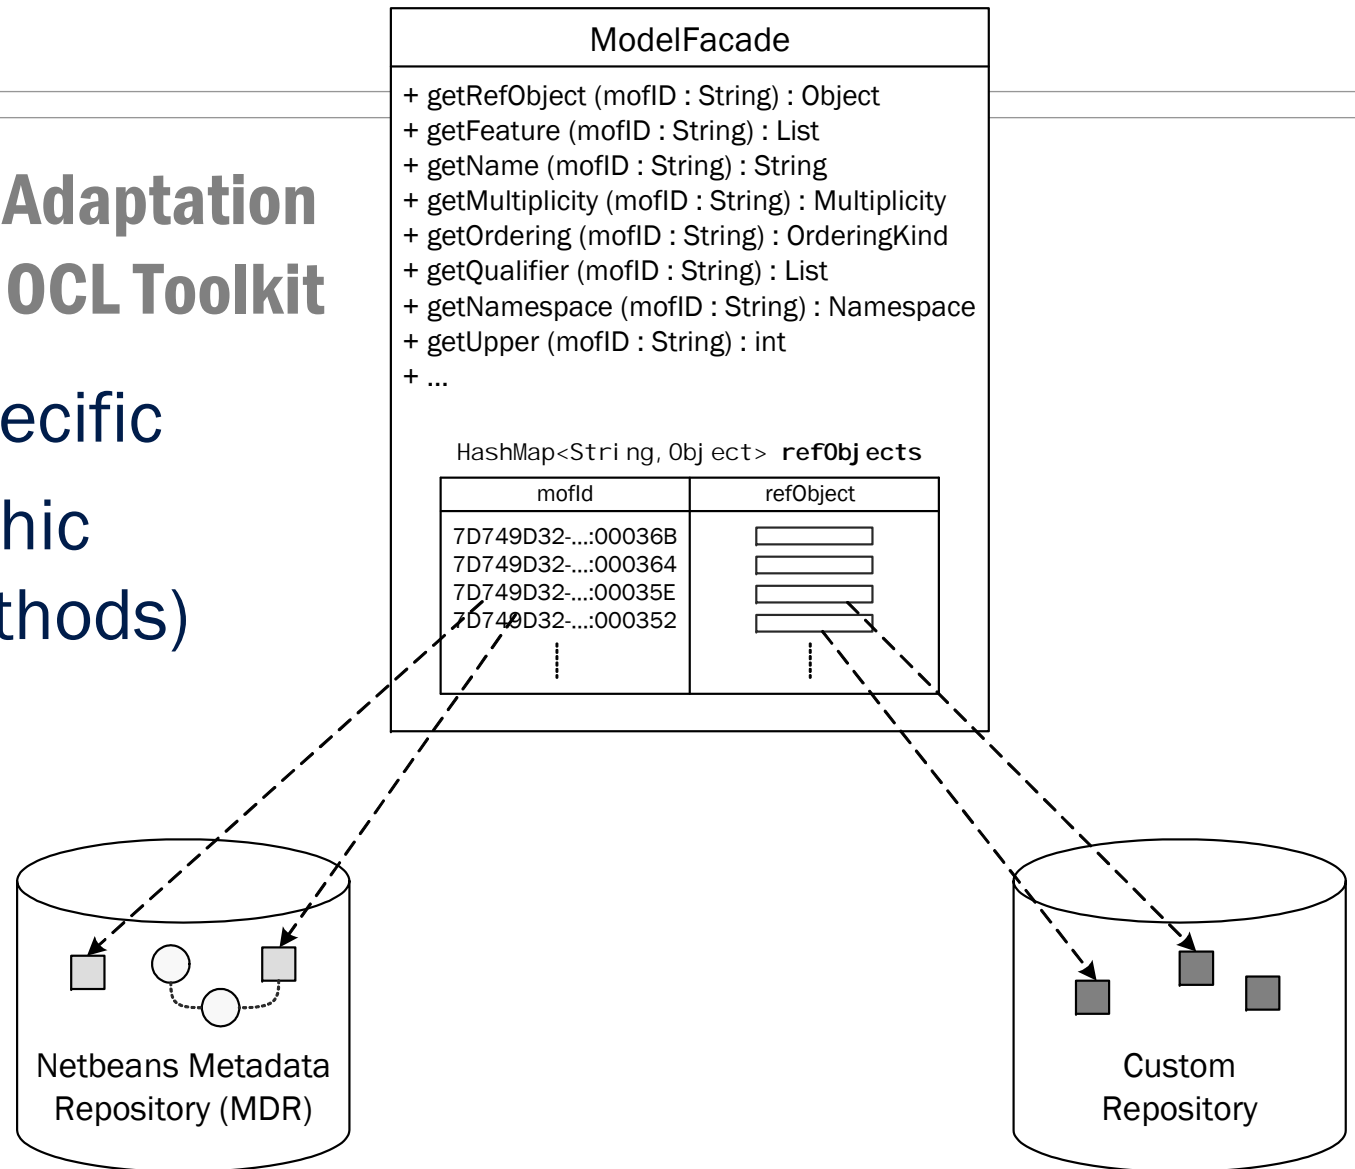 ModelFacade
+ getRefObject (mofID : String) : Object
+ getFeature (mofID : String) : List
+ getName (mofID : String) : String
+ getMultiplicity (mofID : String) : Multiplicity
+ getOrdering (mofID : String) : OrderingKind
+ getQualifier (mofID : String) : List
+ getNamespace (mofID : String) : Namespace
+ getUpper (mofID : String) : int
+ ...
Adaptation
OCL Toolkit
ecific
hic
thods)
HashMap<String,Object> refObjects
mofId refObject
7D749D32-...:00036B
7D749D32-...:000364
7D749D32-...:00035E
7D749D32-...:000352
Netbeans Metadata
Repository (MDR)
Custom
Repository